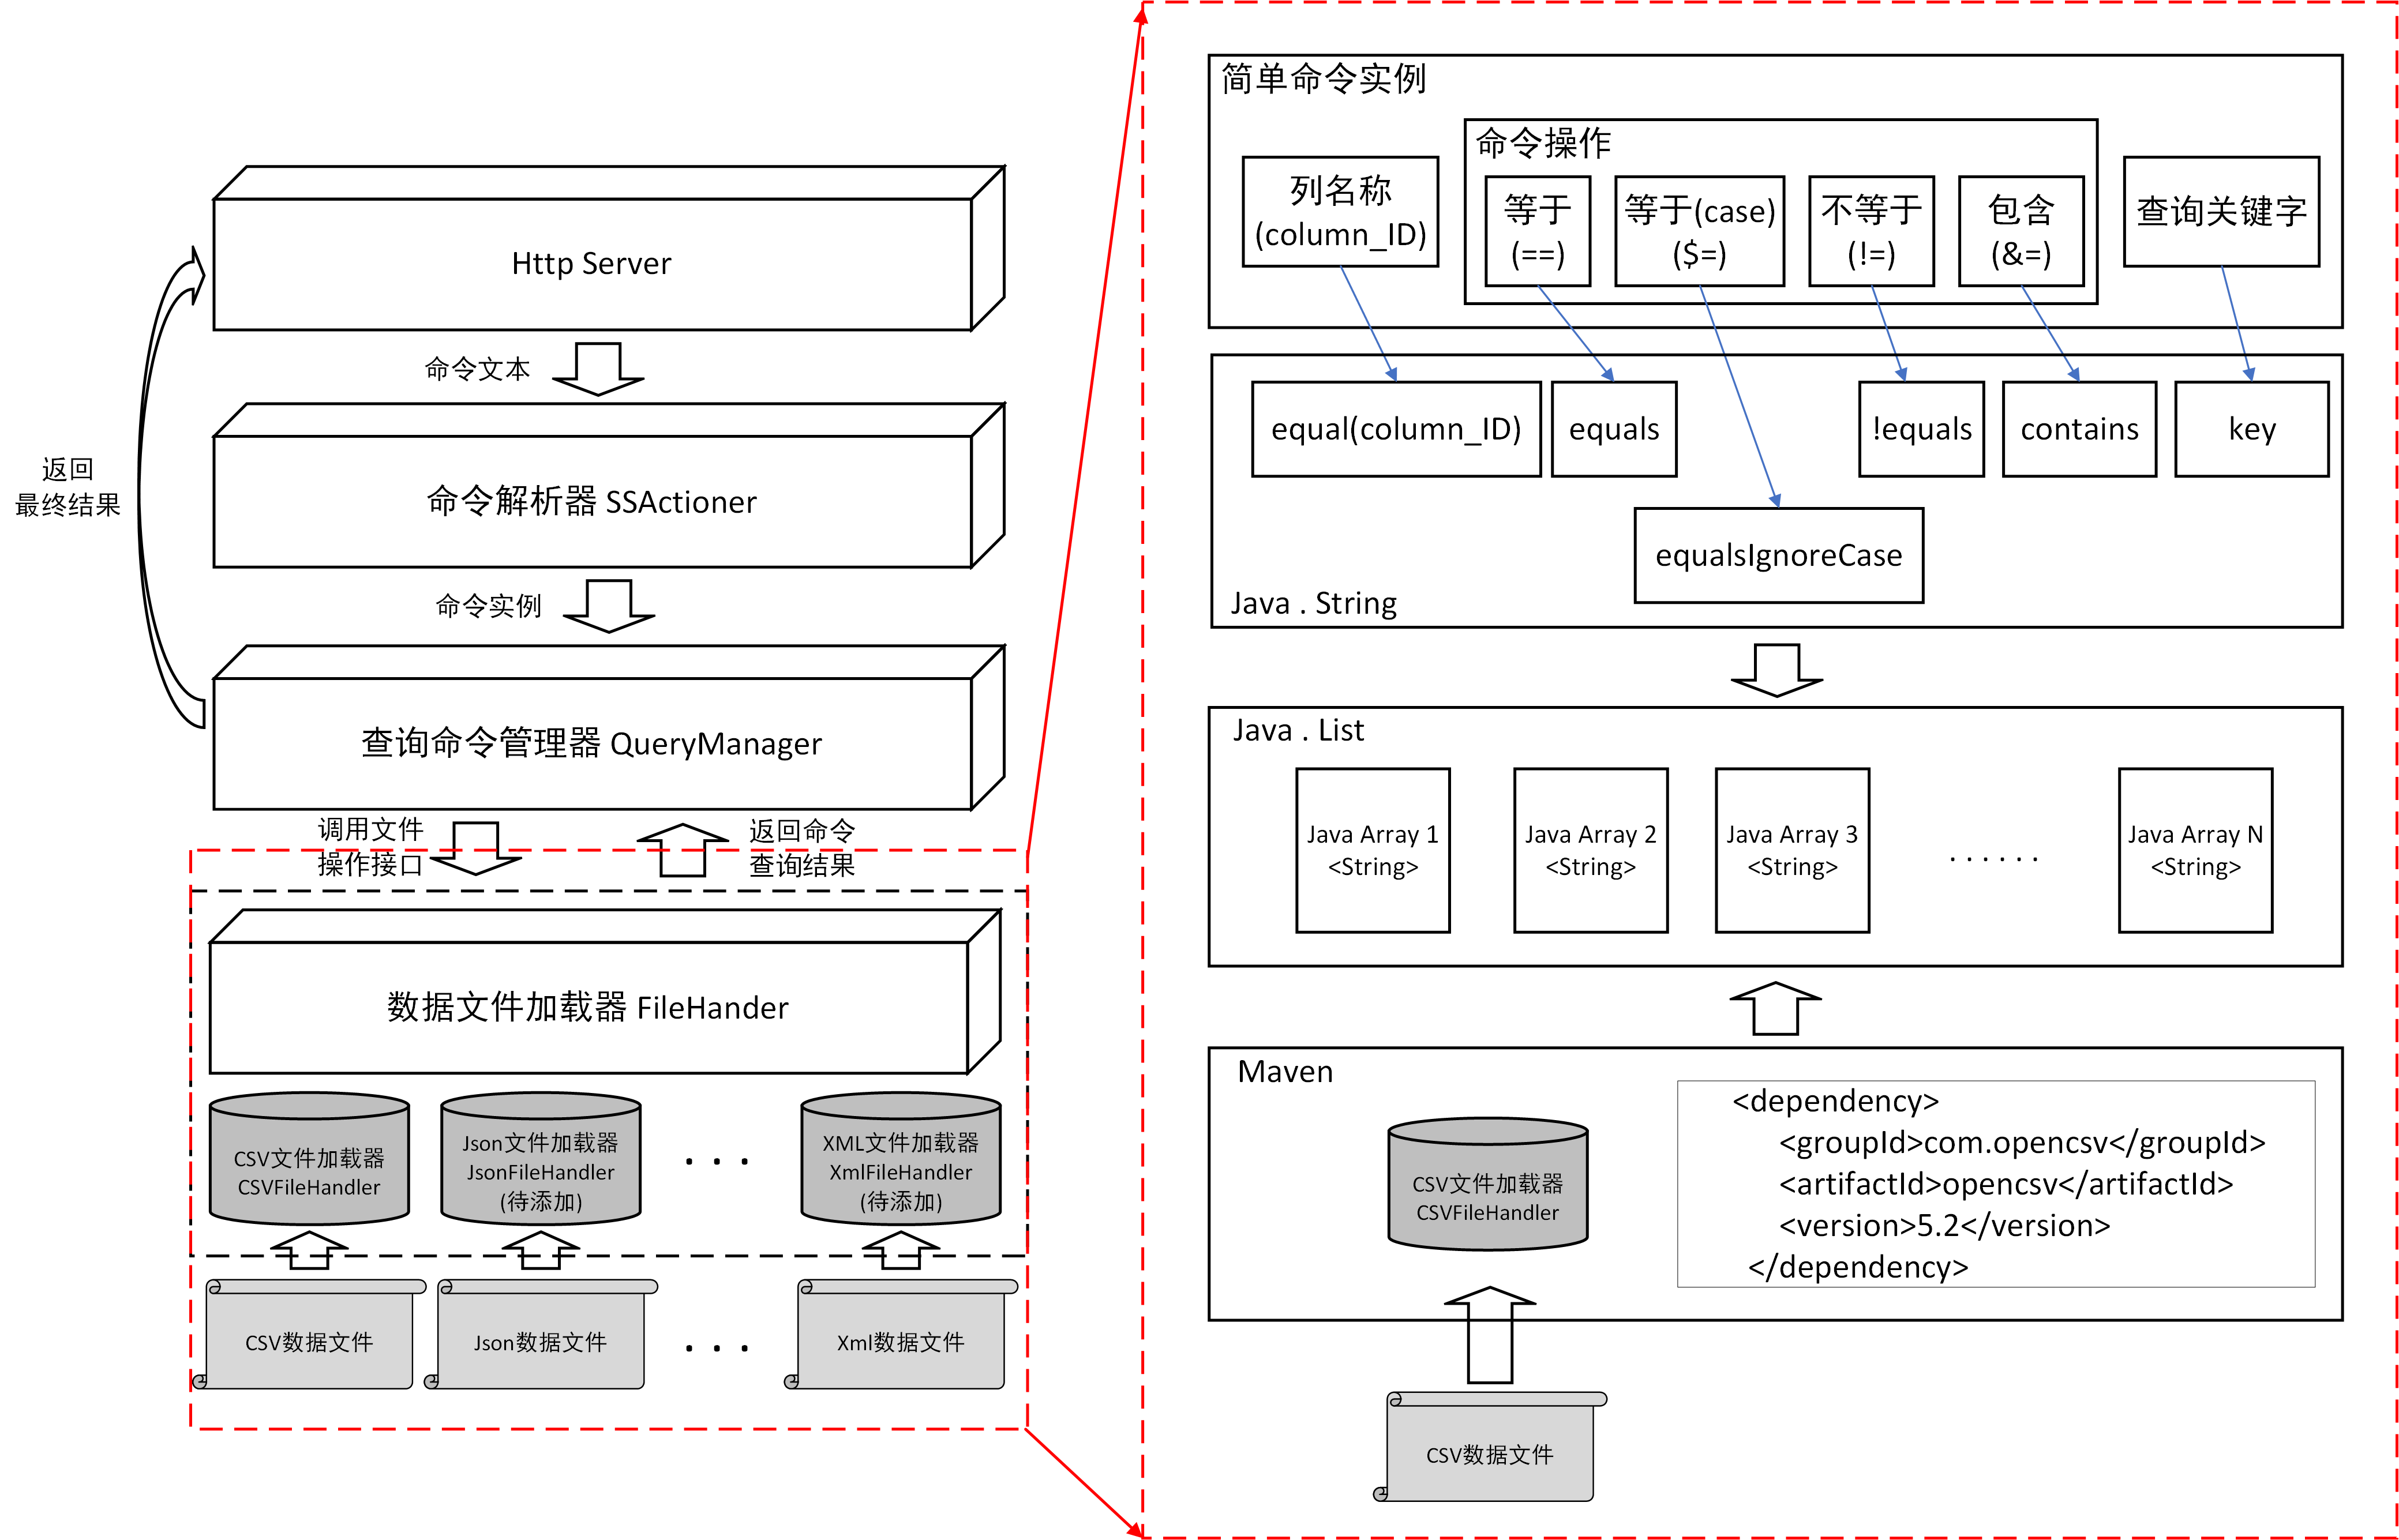 Http Server
命令文本
命令解析器 SSActioner
返回
最终结果
命令实例
查询命令管理器 QueryManager
调用文件
操作接口
返回命令
查询结果
数据文件加载器 FileHander
CSV文件加载器
CSVFileHandler
Json文件加载器
JsonFileHandler
(待添加)
. . .
XML文件加载器
XmlFileHandler
(待添加)
CSV数据文件
Json数据文件
. . .
Xml数据文件
简单命令实例
列名称
(column_ID)
命令操作
等于
(==)
等于(case)
($=)
不等于
(!=)
包含
(&=)
查询关键字
equal(column_ID)
equals
!equals
contains
key
equalsIgnoreCase
Java . String
Java . List
Java Array 1
<String>
Java Array 2
<String>
Java Array 3
<String>
. . . . . .
Java Array N
<String>
Maven
CSV文件加载器
CSVFileHandler
<dependency>
<groupId>com.opencsv</groupId>
<artifactId>opencsv</artifactId>
<version>5.2</version>
</dependency>
CSV数据文件